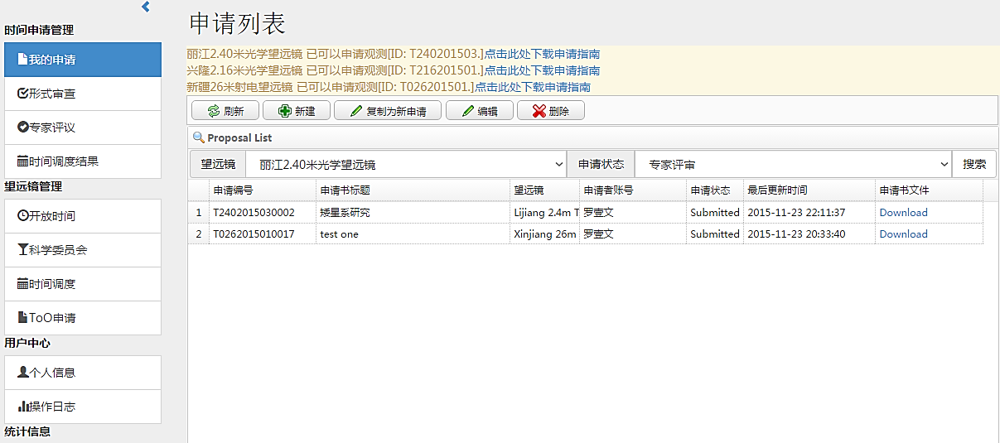 时间申请管理
我的申请
形式审查
专家评议
时间调度结果
望远镜管理
开放时间
科学委员会
时间调度
ToO申请
用户中心
个人信息
操作日志
统计信息
申请列表
丽江2.40米光学望远镜 已可以申请观测[ID: T240201503.]点击此处下载申请指南
兴隆2.16米光学望远镜 已可以申请观测[ID: T216201501.]点击此处下载申请指南
新疆26米射电望远镜 已可以申请观测[ID: T026201501.]点击此处下载申请指南
刷新 新建 复制为新申请 编辑 删除
Proposal List
望远镜 丽江2.40米光学望远镜 申请状态 专家评审 搜索
申请编号 申请书标题 望远镜 申请者账号 申请状态 最后更新时间 申请书文件
1 T2402015030002 矮星系研究 Lijiang 2.4m T 罗壹文 Submitted 2015-11-23 22:11:37 Download
2 T0262015010017 test one Xinjiang 26m 罗壹文 Submitted 2015-11-23 20:33:40 Download